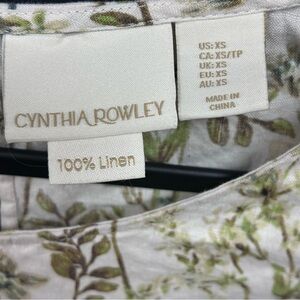 CYNTHIA ROWLEY
100% Linen
US: XS
CA: XS/TP
UK: XS
EU: XS
AU: XS
MADE IN
CHINA